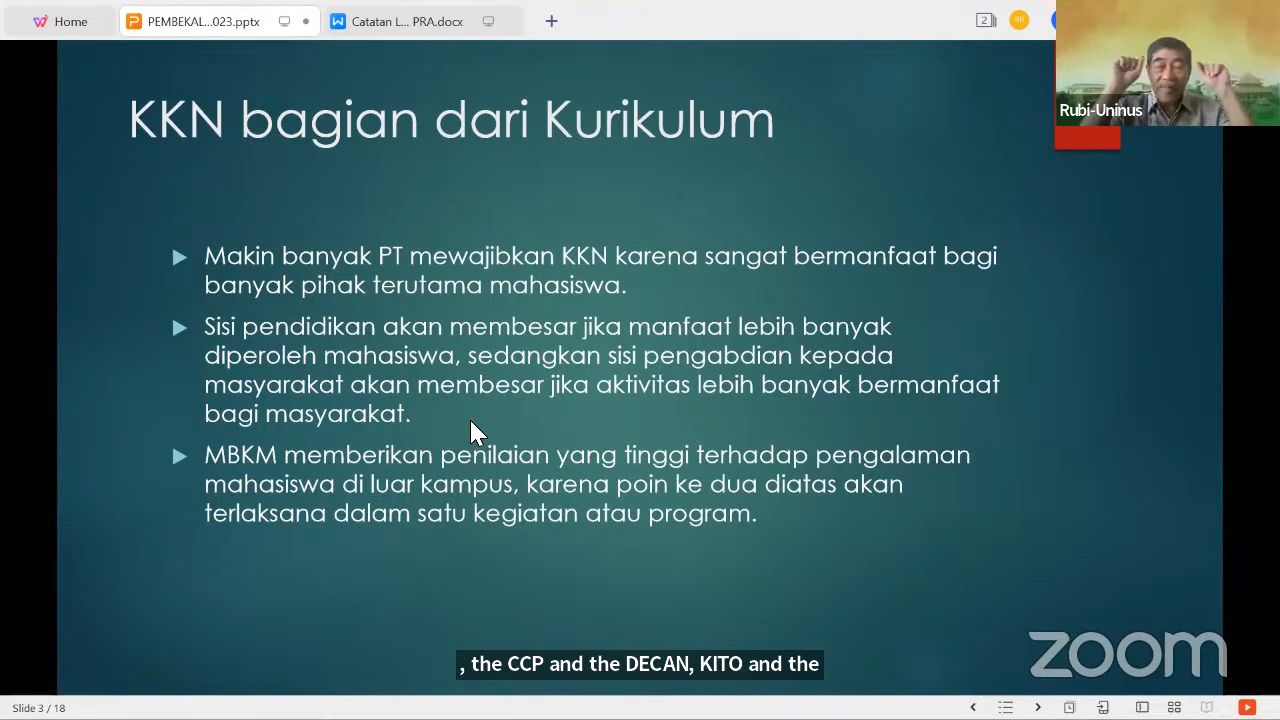 Home
PEMBEKAL...023.pptx
Catatan L... PRA.docx
2
RB
Rubi-Uninus
KKN bagian dari Kurikulum
Makin banyak PT mewajibkan KKN karena sangat bermanfaat bagi
banyak pihak terutama mahasiswa.
Sisi pendidikan akan membesar jika manfaat lebih banyak
diperoleh mahasiswa, sedangkan sisi pengabdian kepada
masyarakat akan membesar jika aktivitas lebih banyak bermanfaat
bagi masyarakat.
MBKM memberikan penilaian yang tinggi terhadap pengalaman
mahasiswa di luar kampus, karena poin ke dua diatas akan
terlaksana dalam satu kegiatan atau program.
zoom
, the CCP and the DECAN, KITO and the
Slide 3 / 18